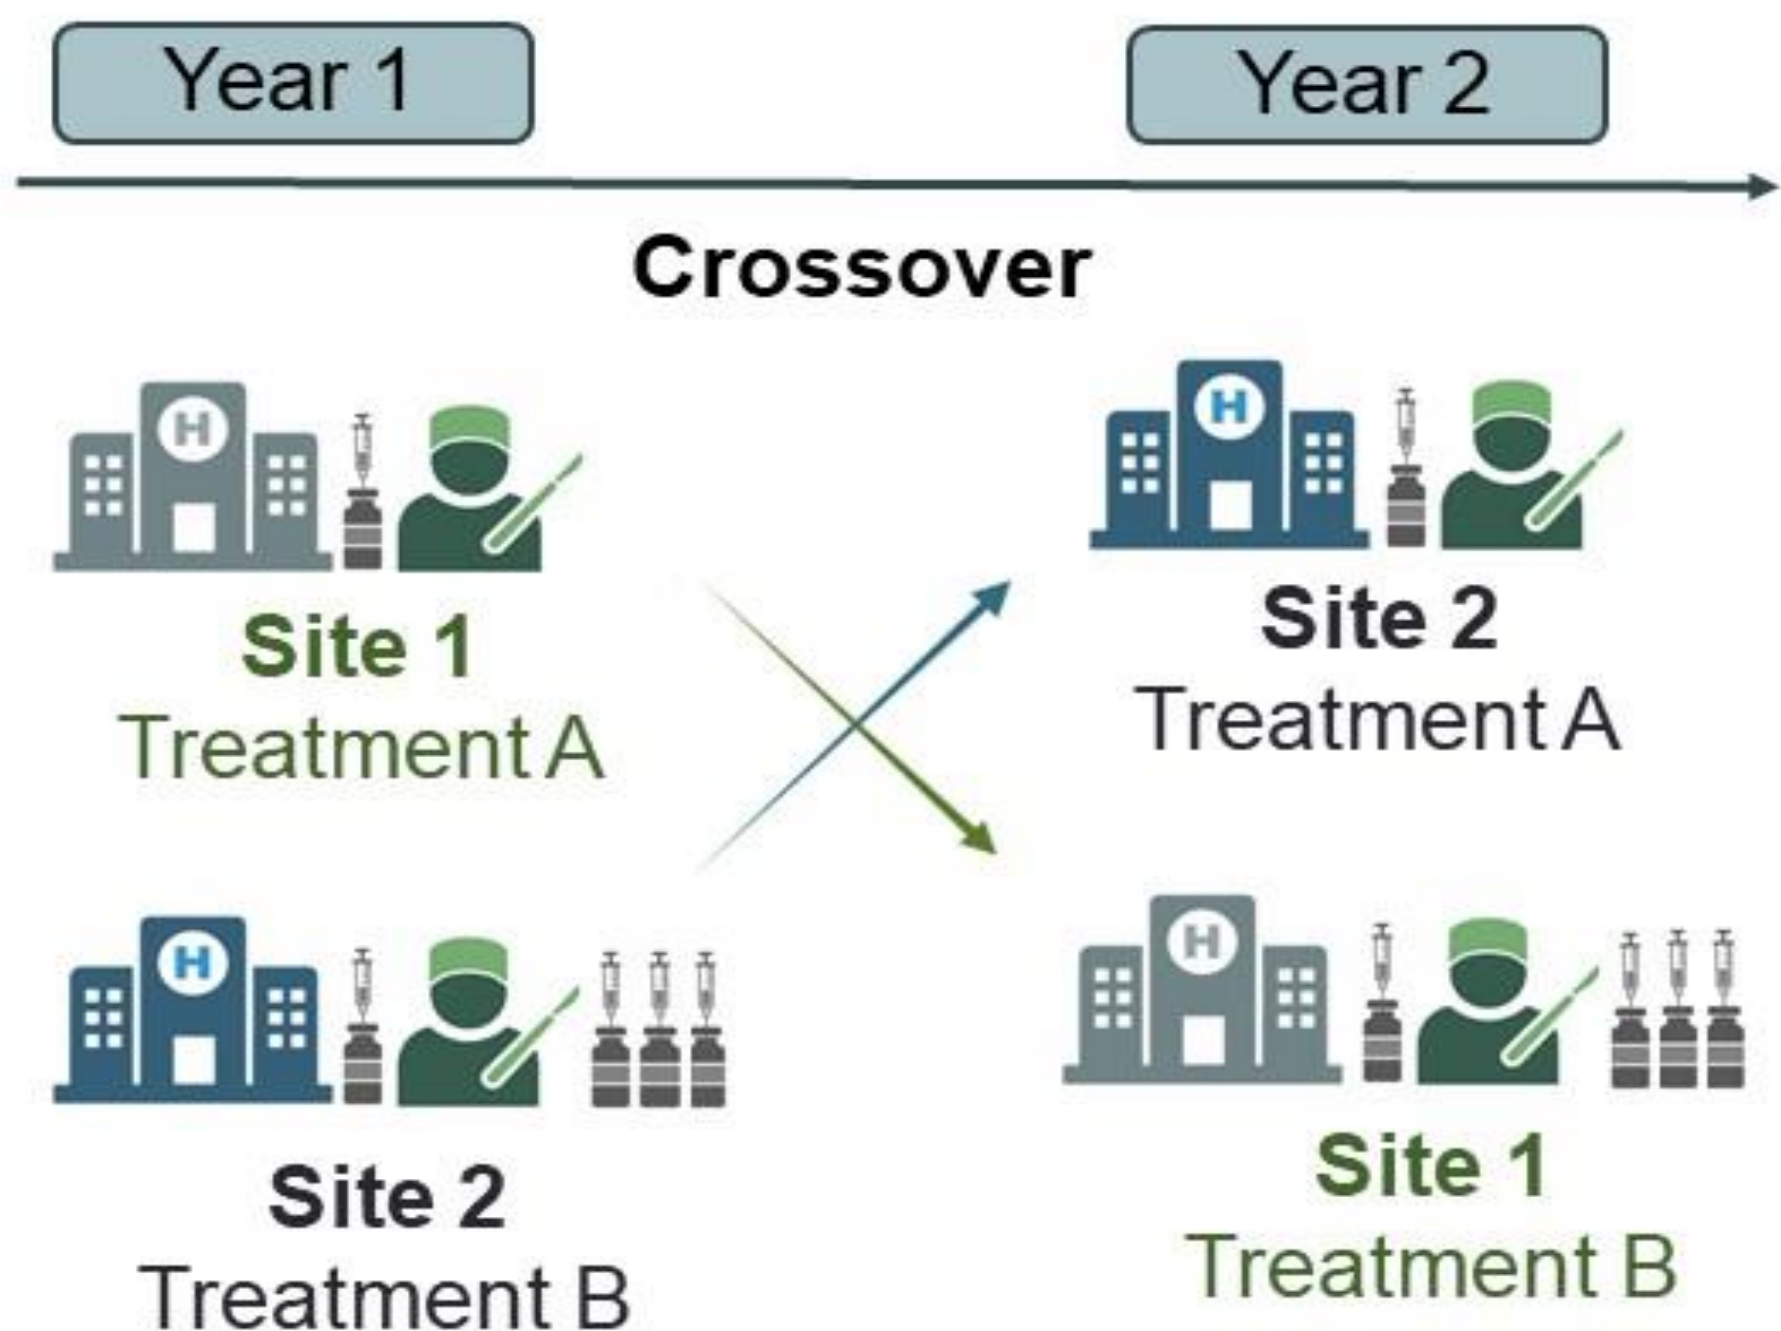 Year 1
Year 2
Crossover
H
H
Site 1
Treatment A
Site 2
Treatment A
H
H
Site 2
Treatment B
Site 1
Treatment B